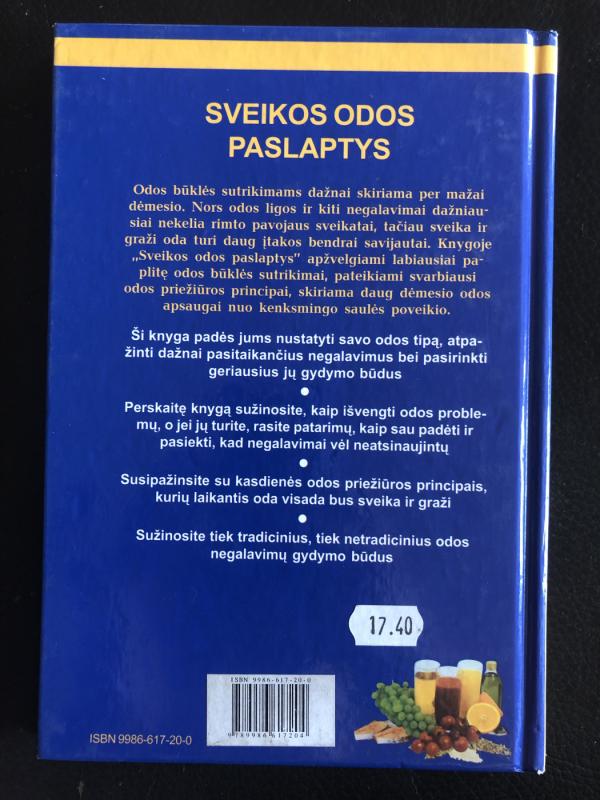 SVEIKOS ODOS
PASLAPTYS
Odos būklės sutrikimams dažnai skiriama per mažai
dėmesio. Nors odos ligos ir kiti negalavimai dažniau-
siai nekelia rimto pavojaus sveikatai, tačiau sveika ir
graži oda turi daug įtakos bendrai savijautai. Knygoje
„Sveikos odos paslaptys" apžvelgiami labiausiai pa-
plitę odos būklės sutrikimai, pateikiami svarbiausi
odos priežiūros principai, skiriama daug dėmesio odos
apsaugai nuo kenksmingo saulės poveikio.
Ši knyga padės jums nustatyti savo odos tipą, atpa-
žinti dažnai pasitaikančius negalavimus bei pasirinkti
geriausius jų gydymo būdus
●
Perskaitę knygą sužinosite, kaip išvengti odos proble-
mų, o jei jų turite, rasite patarimų, kaip sau padėti ir
pasiekti, kad negalavimai vėl neatsinaujintų
●
Susipažinsite su kasdienės odos priežiūros principais,
kurių laikantis oda visada bus sveika ir graži
●
Sužinosite tiek tradicinius, tiek netradicinius odos
negalavimų gydymo būdus
17.40
ISBN 9986-617-20-0
9789986617204
ISBN 9986-617-20-0